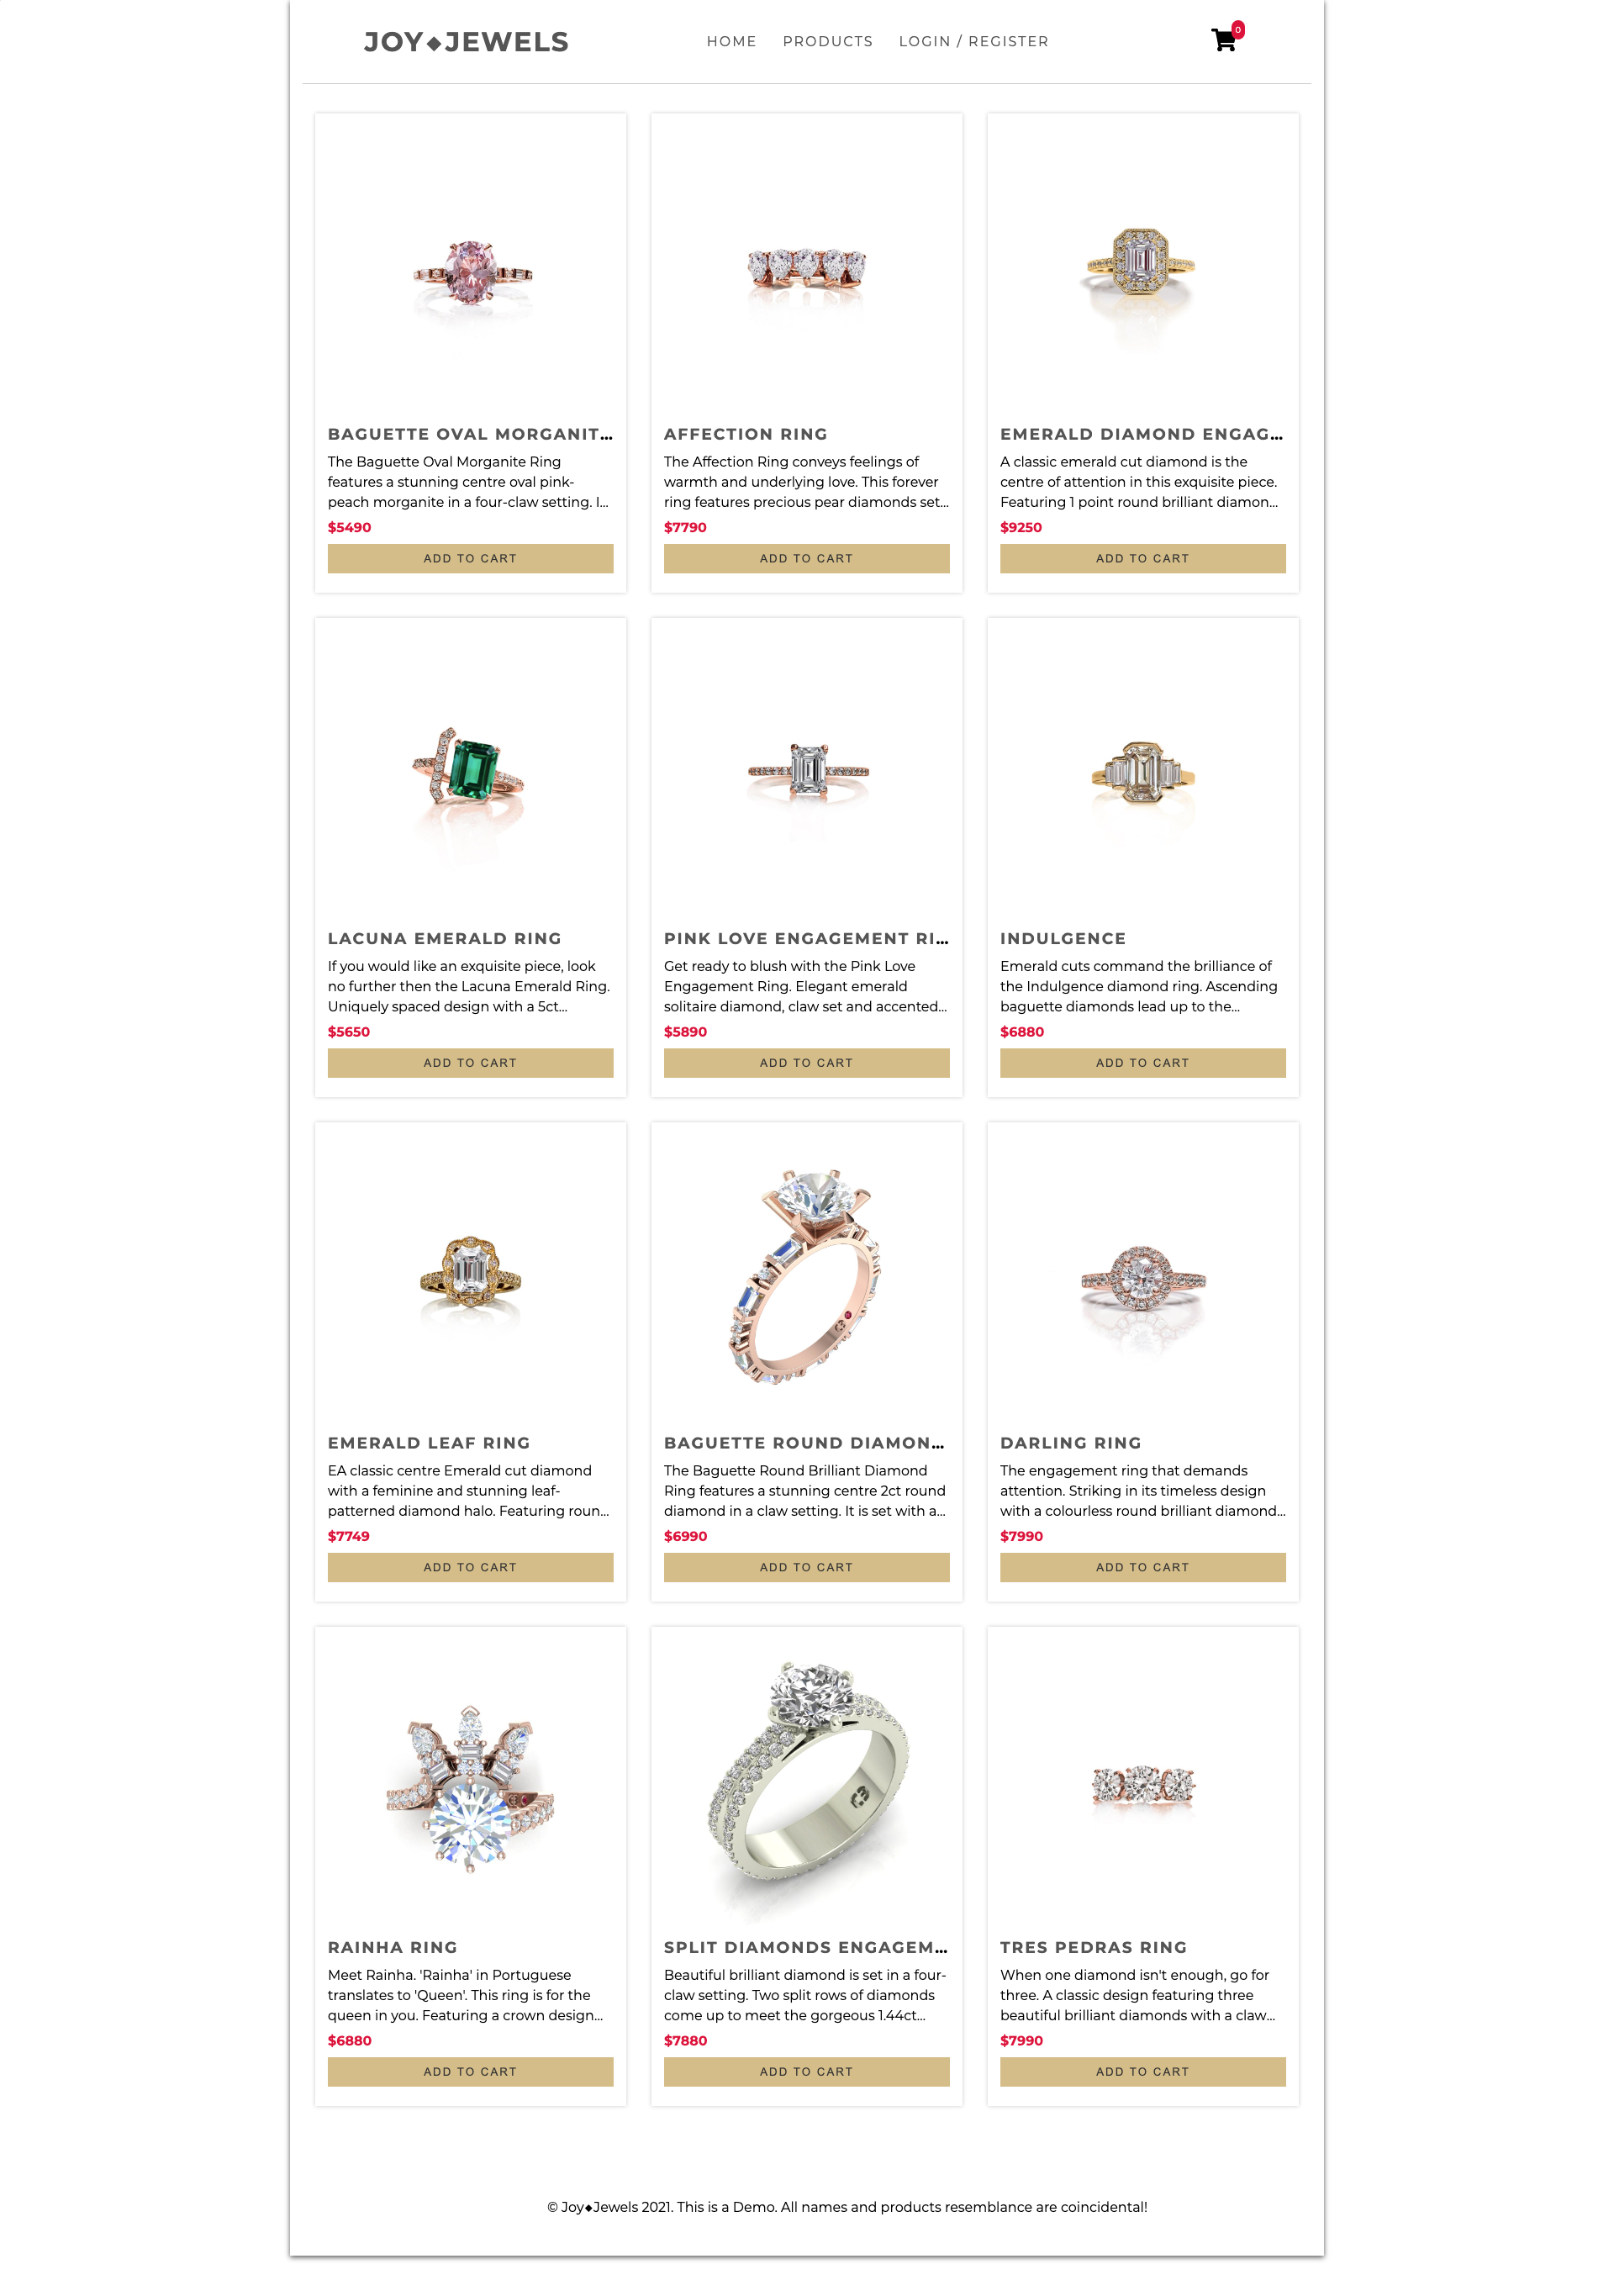 JOY◆JEWELS
HOME PRODUCTS LOGIN / REGISTER
0
BAGUETTE OVAL MORGANIT...
The Baguette Oval Morganite Ring
features a stunning centre oval pink-
peach morganite in a four-claw setting. I...
$5490
ADD TO CART
AFFECTION RING
The Affection Ring conveys feelings of
warmth and underlying love. This forever
ring features precious pear diamonds set...
$7790
ADD TO CART
EMERALD DIAMOND ENGAG...
A classic emerald cut diamond is the
centre of attention in this exquisite piece.
Featuring 1 point round brilliant diamon...
$9250
ADD TO CART
LACUNA EMERALD RING
If you would like an exquisite piece, look
no further then the Lacuna Emerald Ring.
Uniquely spaced design with a 5ct...
$5650
ADD TO CART
PINK LOVE ENGAGEMENT RI...
Get ready to blush with the Pink Love
Engagement Ring. Elegant emerald
solitaire diamond, claw set and accented...
$5890
ADD TO CART
INDULGENCE
Emerald cuts command the brilliance of
the Indulgence diamond ring. Ascending
baguette diamonds lead up to the...
$6880
ADD TO CART
EMERALD LEAF RING
EA classic centre Emerald cut diamond
with a feminine and stunning leaf-
patterned diamond halo. Featuring roun...
$7749
ADD TO CART
BAGUETTE ROUND DIAMON...
The Baguette Round Brilliant Diamond
Ring features a stunning centre 2ct round
diamond in a claw setting. It is set with a...
$6990
ADD TO CART
DARLING RING
The engagement ring that demands
attention. Striking in its timeless design
with a colourless round brilliant diamond...
$7990
ADD TO CART
RAINHA RING
Meet Rainha. 'Rainha' in Portuguese
translates to 'Queen'. This ring is for the
queen in you. Featuring a crown design...
$6880
ADD TO CART
SPLIT DIAMONDS ENGAGEM...
Beautiful brilliant diamond is set in a four-
claw setting. Two split rows of diamonds
come up to meet the gorgeous 1.44ct...
$7880
ADD TO CART
TRES PEDRAS RING
When one diamond isn't enough, go for
three. A classic design featuring three
beautiful brilliant diamonds with a claw...
$7990
ADD TO CART
© Joy◆Jewels 2021. This is a Demo. All names and products resemblance are coincidental!